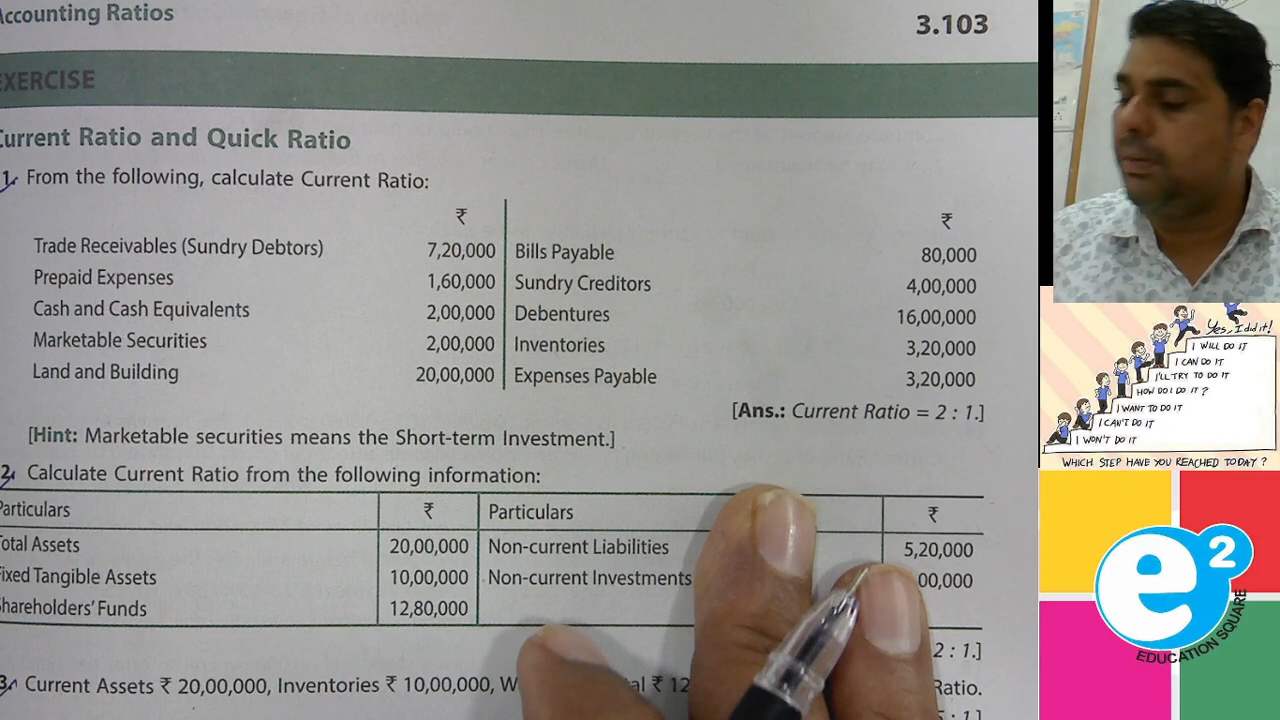 Accounting Ratios
3.103
EXERCISE
Current Ratio and Quick Ratio
1. From the following, calculate Current Ratio:
₹ ₹
Trade Receivables (Sundry Debtors) 7,20,000 Bills Payable 80,000
Prepaid Expenses 1,60,000 Sundry Creditors 4,00,000
Cash and Cash Equivalents 2,00,000 Debentures 16,00,000
Marketable Securities 2,00,000 Inventories 3,20,000
Land and Building 20,00,000 Expenses Payable 3,20,000
[Ans.: Current Ratio = 2 : 1.]
[Hint: Marketable securities means the Short-term Investment.]
2. Calculate Current Ratio from the following information:
Particulars ₹ Particulars ₹
Total Assets 20,00,000 Non-current Liabilities 5,20,000
Fixed Tangible Assets 10,00,000 Non-current Investments 00,000
Shareholders' Funds 12,80,000
2 : 1.]
3. Current Assets ₹ 20,00,000, Inventories ₹ 10,00,000, W al ₹ 12 Ratio.
: 1.]
Yes, I did it!
I WILL DO IT
I CAN DO IT
I'LL TRY TO DO IT
HOW DO I DO IT?
I WANT TO DO IT
I CAN'T DO IT
I WON'T DO IT
WHICH STEP HAVE YOU REACHED TODAY?
e2
EDUCATION SQUARE